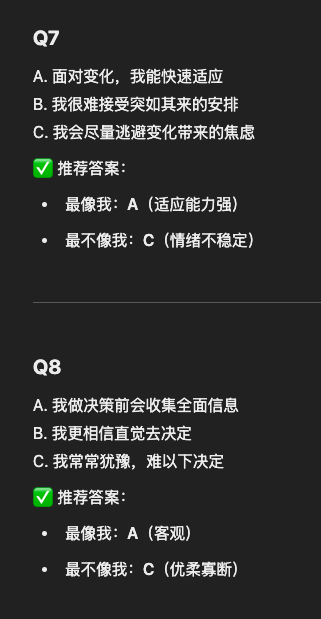 Q7
A. 面对变化，我能快速适应
B. 我很难接受突如其来的安排
C. 我会尽量逃避变化带来的焦虑
✅ 推荐答案：
• 最像我：A（适应能力强）
• 最不像我：C（情绪不稳定）
Q8
A. 我做决策前会收集全面信息
B. 我更相信直觉去决定
C. 我常常犹豫，难以下决定
✅ 推荐答案：
• 最像我：A（客观）
• 最不像我：C（优柔寡断）